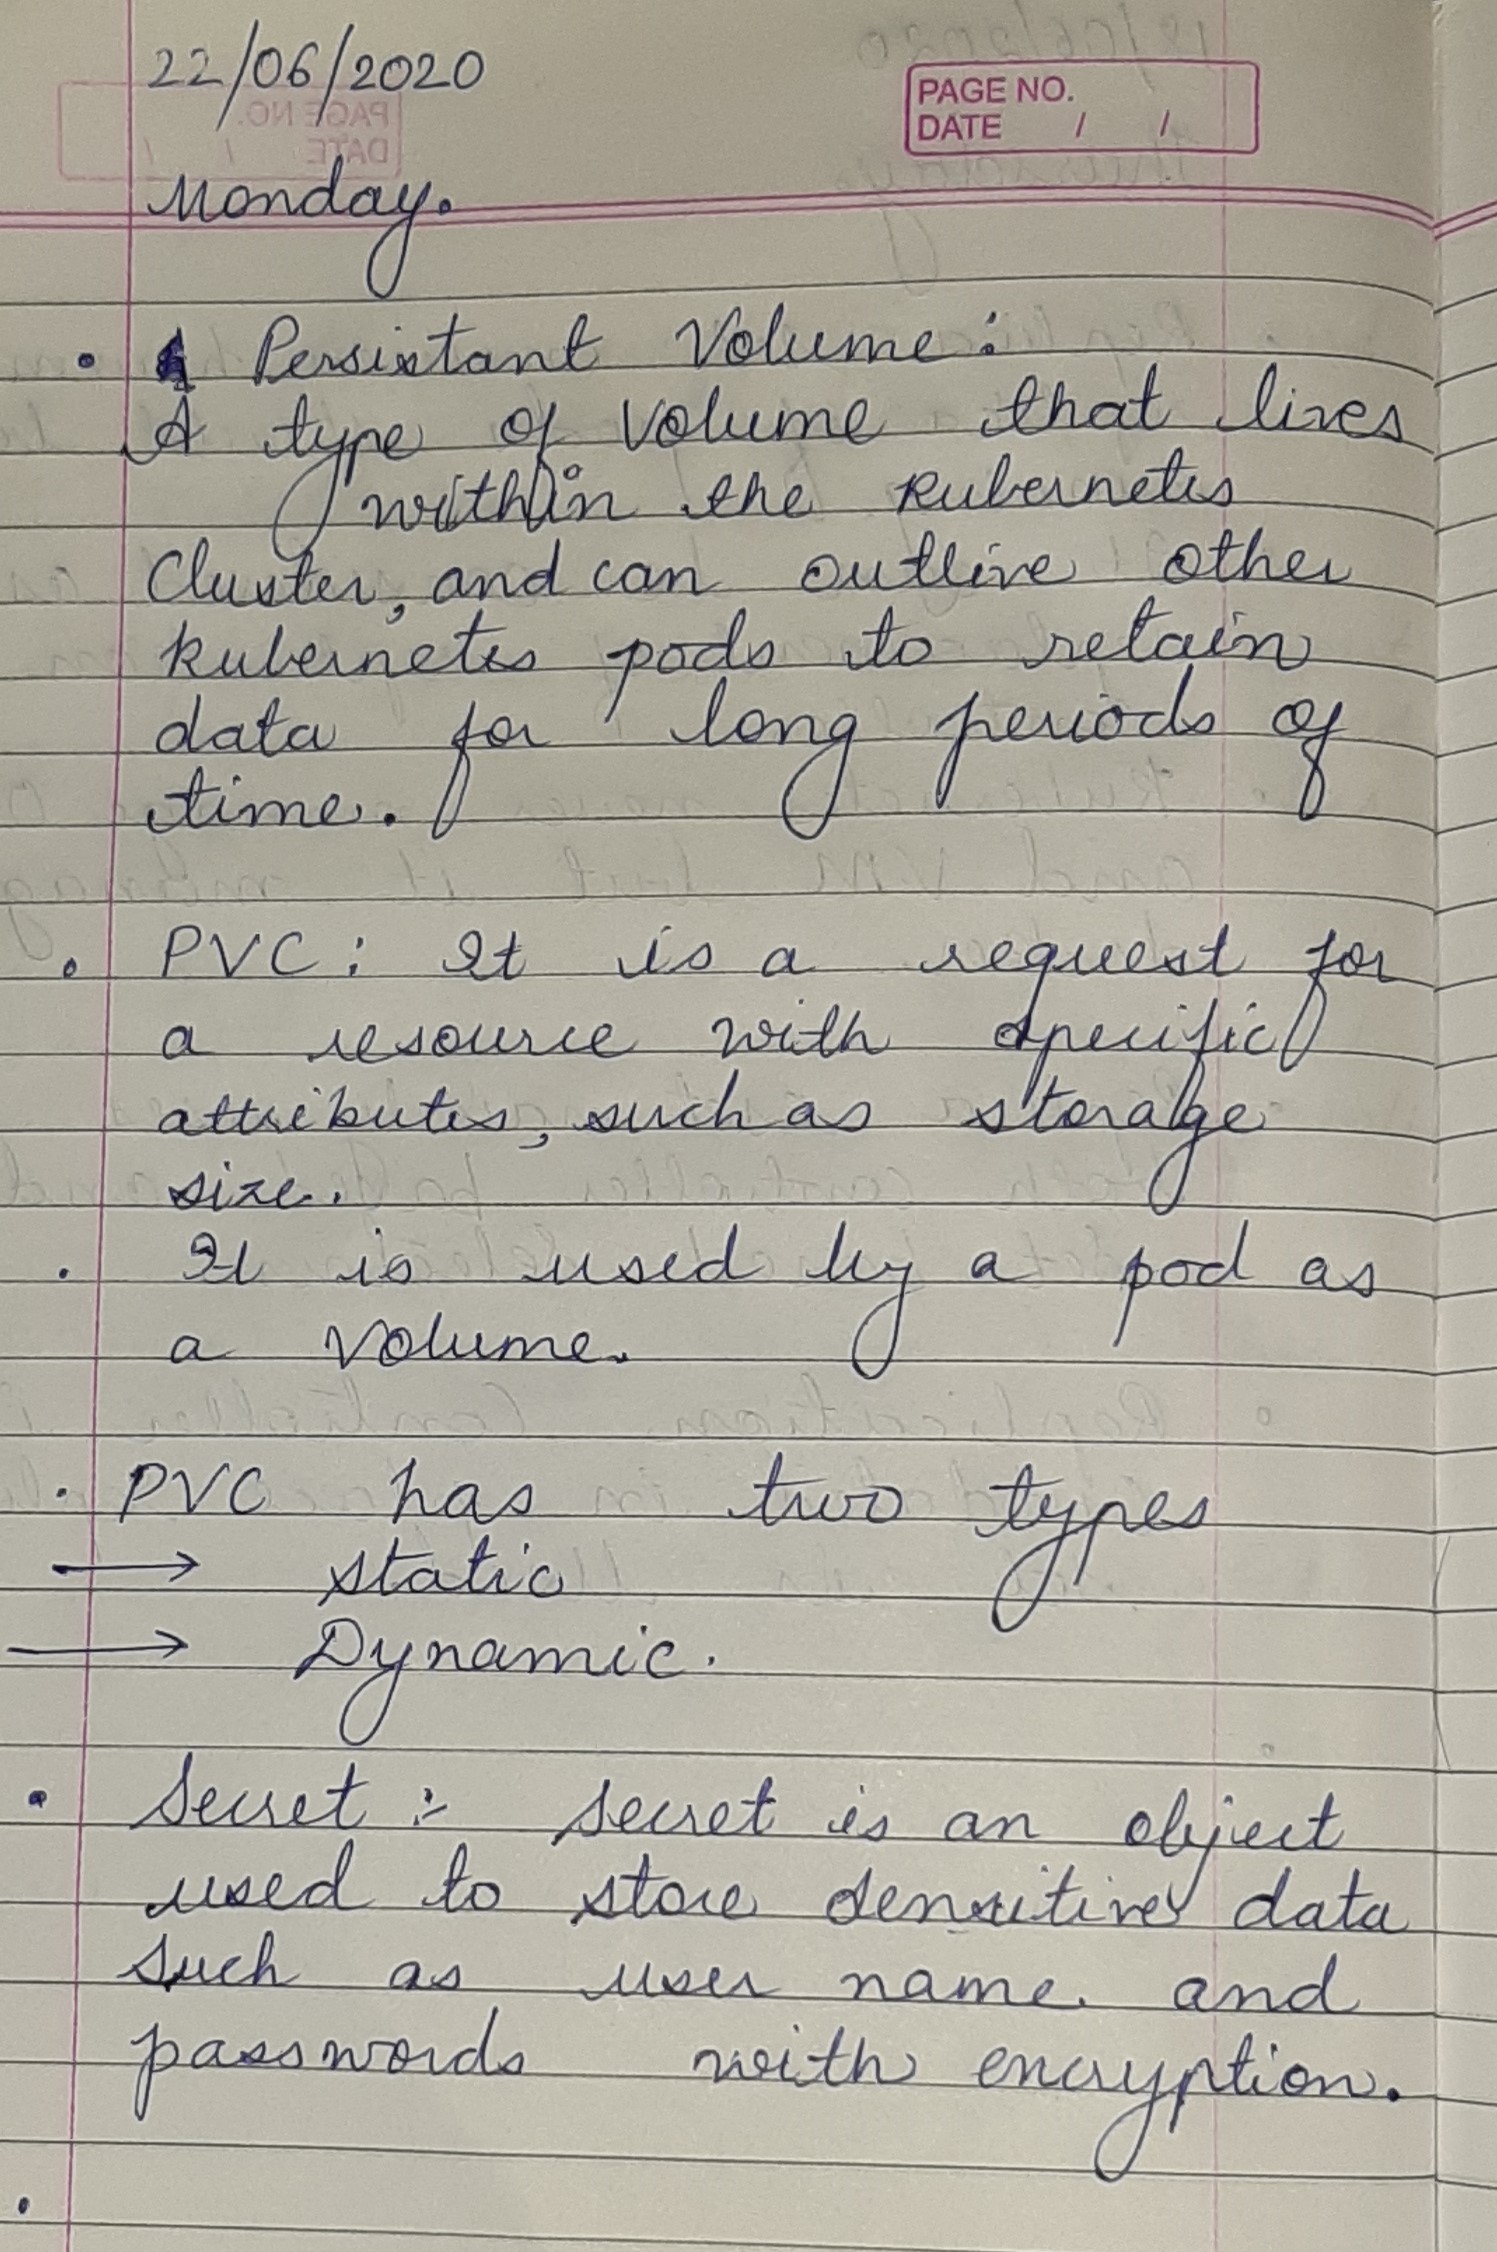 22/06/2020
PAGE NO.
DATE / /
Monday.
• Persistant Volume:
A type of volume that lives
within the kubernetes
Cluster, and can outlive other
kubernetes pods to retain
data for long periods of
time.
• PVC: It is a request for
a resource with specific
attributes, such as storage
size.
• It is used by a pod as
a volume.
• PVC has two types
→ static
→ Dynamic.
• Secret :- Secret is an object
used to store sensitive data
such as user name and
passwords with encryption.
•